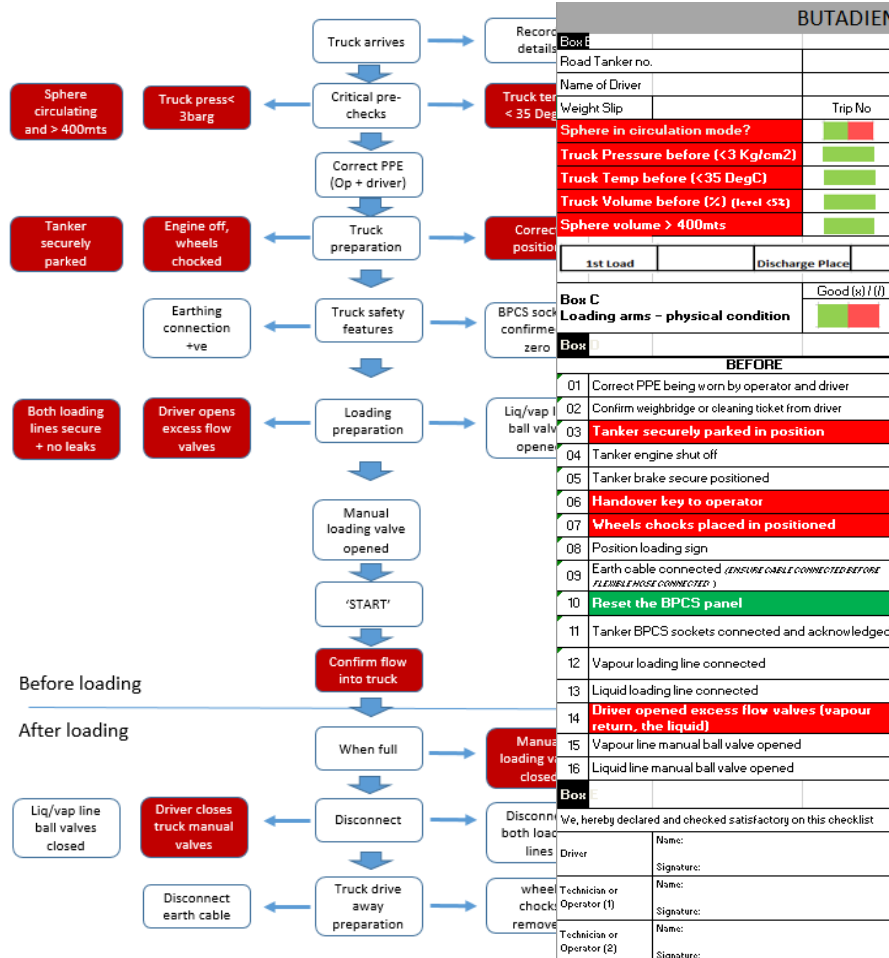 Truck arrives
Record
details
Sphere
circulating
and > 400mts
Truck press<
3barg
Critical pre-
checks
Truck tem
< 35 Deg
Correct PPE
(Op + driver)
Tanker
securely
parked
Engine off,
wheels
chocked
Truck
preparation
Correct
position
Earthing
connection
+ve
Truck safety
features
BPCS sock
confirmed
zero
Both loading
lines secure
+ no leaks
Driver opens
excess flow
valves
Loading
preparation
Liq/vap l
ball valv
opene
Manual
loading valve
opened
'START'
Confirm flow
into truck
Before loading
After loading
When full
Manua
loading va
closed
Liq/vap line
ball valves
closed
Driver closes
truck manual
valves
Disconnect
Disconn
both load
lines
Disconnect
earth cable
Truck drive
away
preparation
wheel
chocks
remove
BUTADIEN
Box
Road Tanker no.
Name of Driver
Weight Slip Trip No
Sphere in circulation mode?
Truck Pressure before (<3 Kg/cm2)
Truck Temp before (<35 DegC)
Truck Volume before (%) (level <5%)
Sphere volume > 400mts
1st Load Discharge Place
Box C Good (x) / (/)
Loading arms - physical condition
Box
BEFORE
01 Correct PPE being worn by operator and driver
02 Confirm weighbridge or cleaning ticket from driver
03 Tanker securely parked in position
04 Tanker engine shut off
05 Tanker brake secure positioned
06 Handover key to operator
07 Wheels chocks placed in positioned
08 Position loading sign
09 Earth cable connected (ENSURE CABLE CONNECTED BEFORE
FLEXIBLE HOSE CONNECTED )
10 Reset the BPCS panel
11 Tanker BPCS sockets connected and acknowledged
12 Vapour loading line connected
13 Liquid loading line connected
14 Driver opened excess flow valves (vapour
return, the liquid)
15 Vapour line manual ball valve opened
16 Liquid line manual ball valve opened
Box
We, hereby declared and checked satisfactory on this checklist
Driver
Name:
Signature:
Technician or
Operator (1)
Name:
Signature:
Technician or
Operator (2)
Name:
Signature: